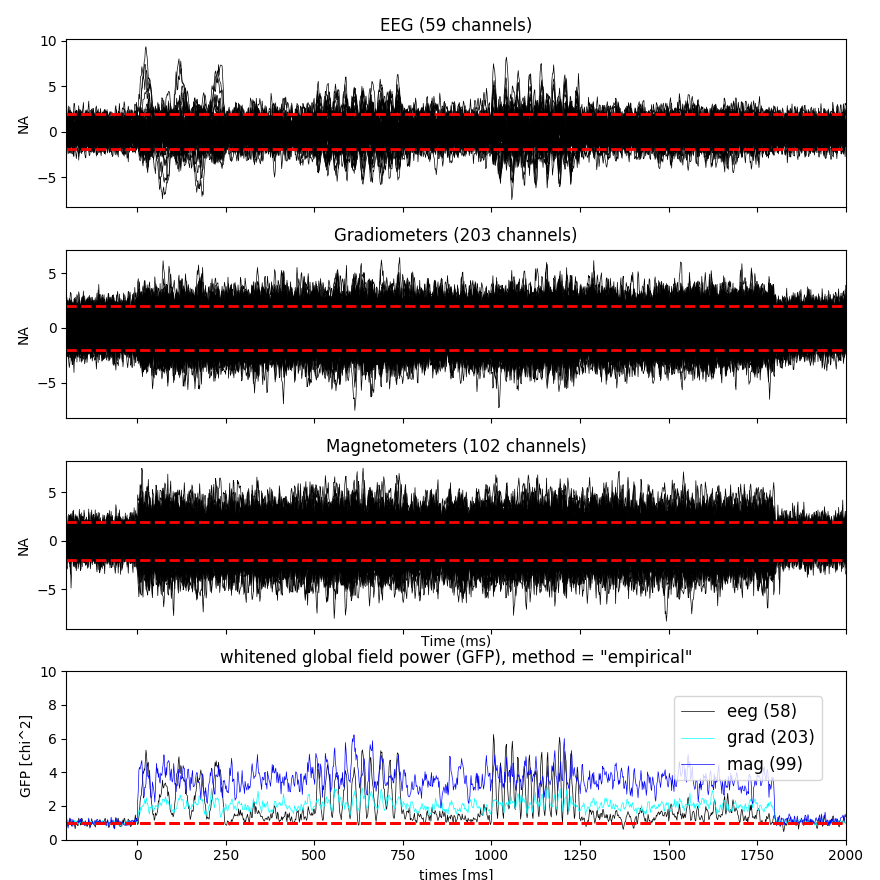 EEG (59 channels)
10
5
0
−5
NA
Gradiometers (203 channels)
5
0
−5
NA
Magnetometers (102 channels)
5
0
−5
NA
Time (ms)
whitened global field power (GFP), method = "empirical"
10
8
6
4
2
0
GFP [chi^2]
eeg (58)
grad (203)
mag (99)
0 250 500 750 1000 1250 1500 1750 2000
times [ms]